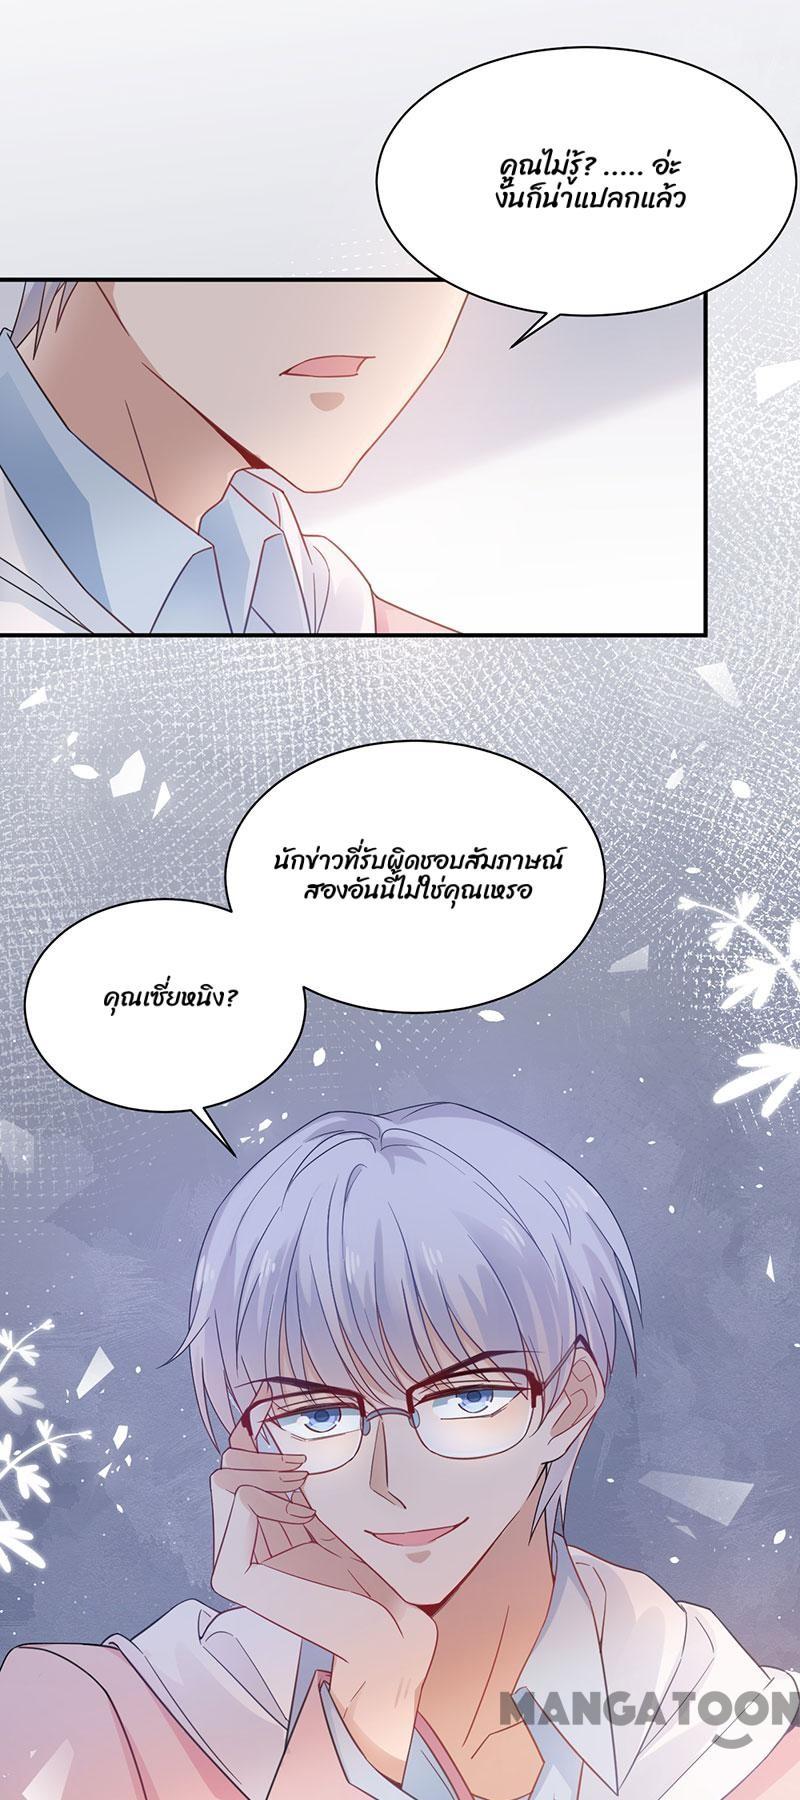 คุณไม่รู้? ..... อ่ะ
งั้นก็น่าแปลกแล้ว
นักข่าวที่รับผิดชอบสัมภาษณ์
สองอันนี้ไม่ใช่คุณเหรอ
คุณเซี่ยหนิง?
MANGATOON